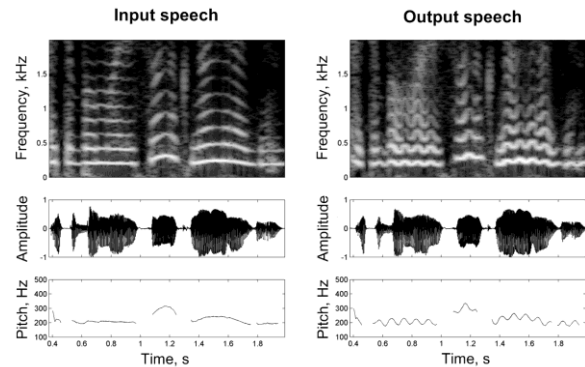 Input speech
Output speech
Frequency, kHz
1.5
1
0.5
0
Frequency, kHz
1.5
1
0.5
0
Amplitude
1
0
-1
Amplitude
1
0
-1
Pitch, Hz
500
400
300
200
100
0.4 0.6 0.8 1 1.2 1.4 1.6 1.8
Time, s
Pitch, Hz
500
400
300
200
100
0.4 0.6 0.8 1 1.2 1.4 1.6 1.8
Time, s